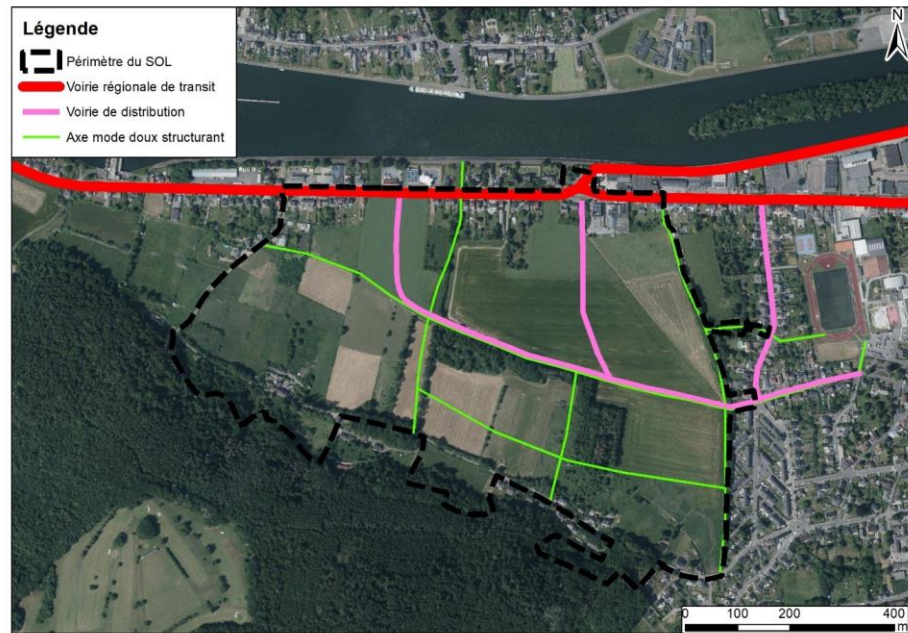 Légende
Périmètre du SOL
Voirie régionale de transit
Voirie de distribution
Axe mode doux structurant
N
0 100 200 400
m